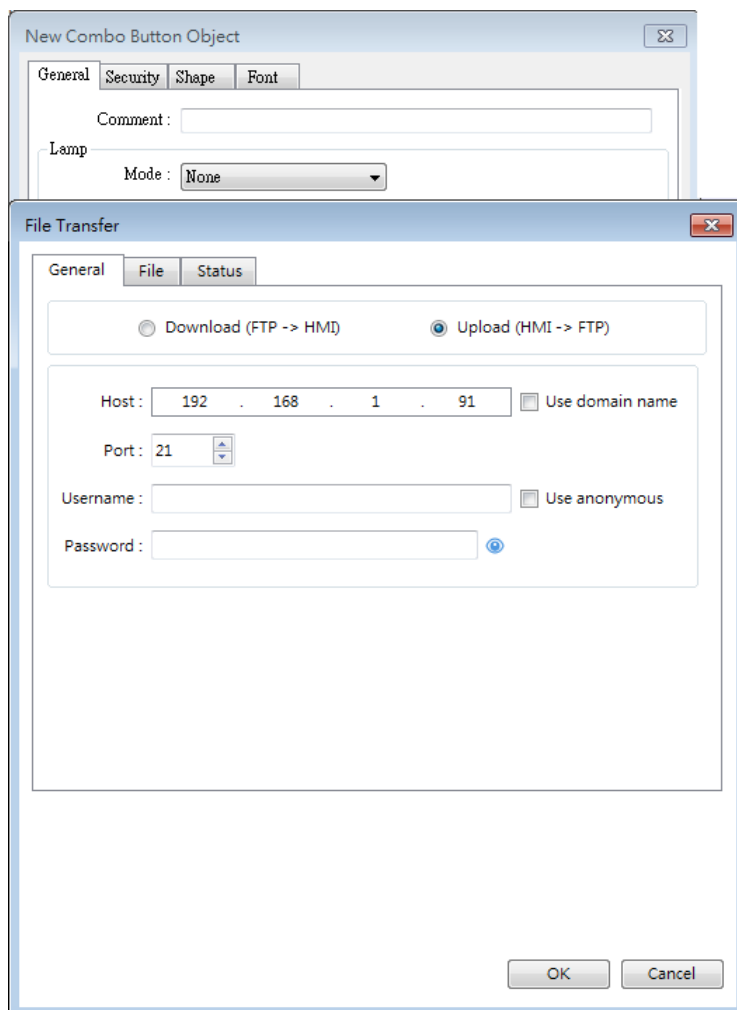 New Combo Button Object
General Security Shape Font
Comment :
Lamp
Mode : None
File Transfer
General File Status
Download (FTP -> HMI) Upload (HMI -> FTP)
Host : 192 . 168 . 1 . 91 Use domain name
Port : 21
Username : Use anonymous
Password :
OK Cancel